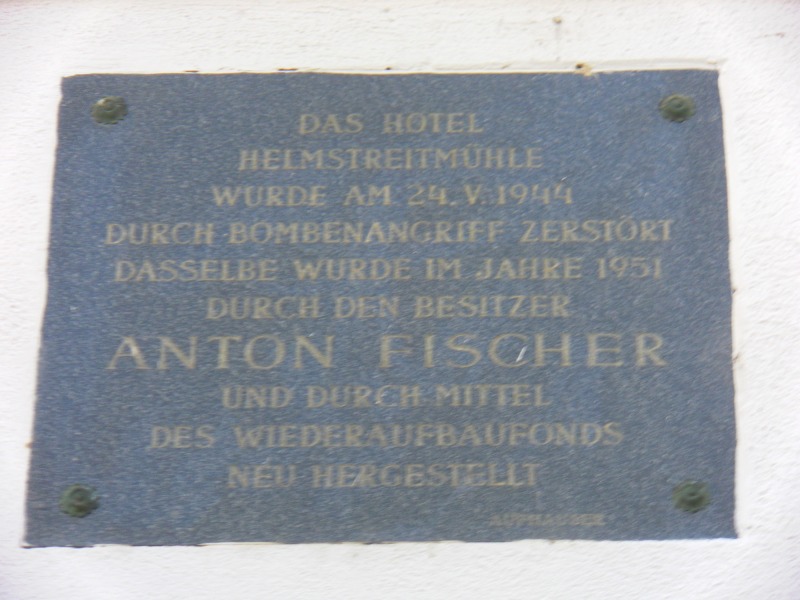 DAS HOTEL
HELMSTREITMÜHLE
WURDE AM 24. V. 1944
DURCH BOMBENANGRIFF ZERSTÖRT
DASSELBE WURDE IM JAHRE 1951
DURCH DEN BESITZER
ANTON FISCHER
UND DURCH MITTEL
DES WIEDERAUFBAUFONDS
NEU HERGESTELLT